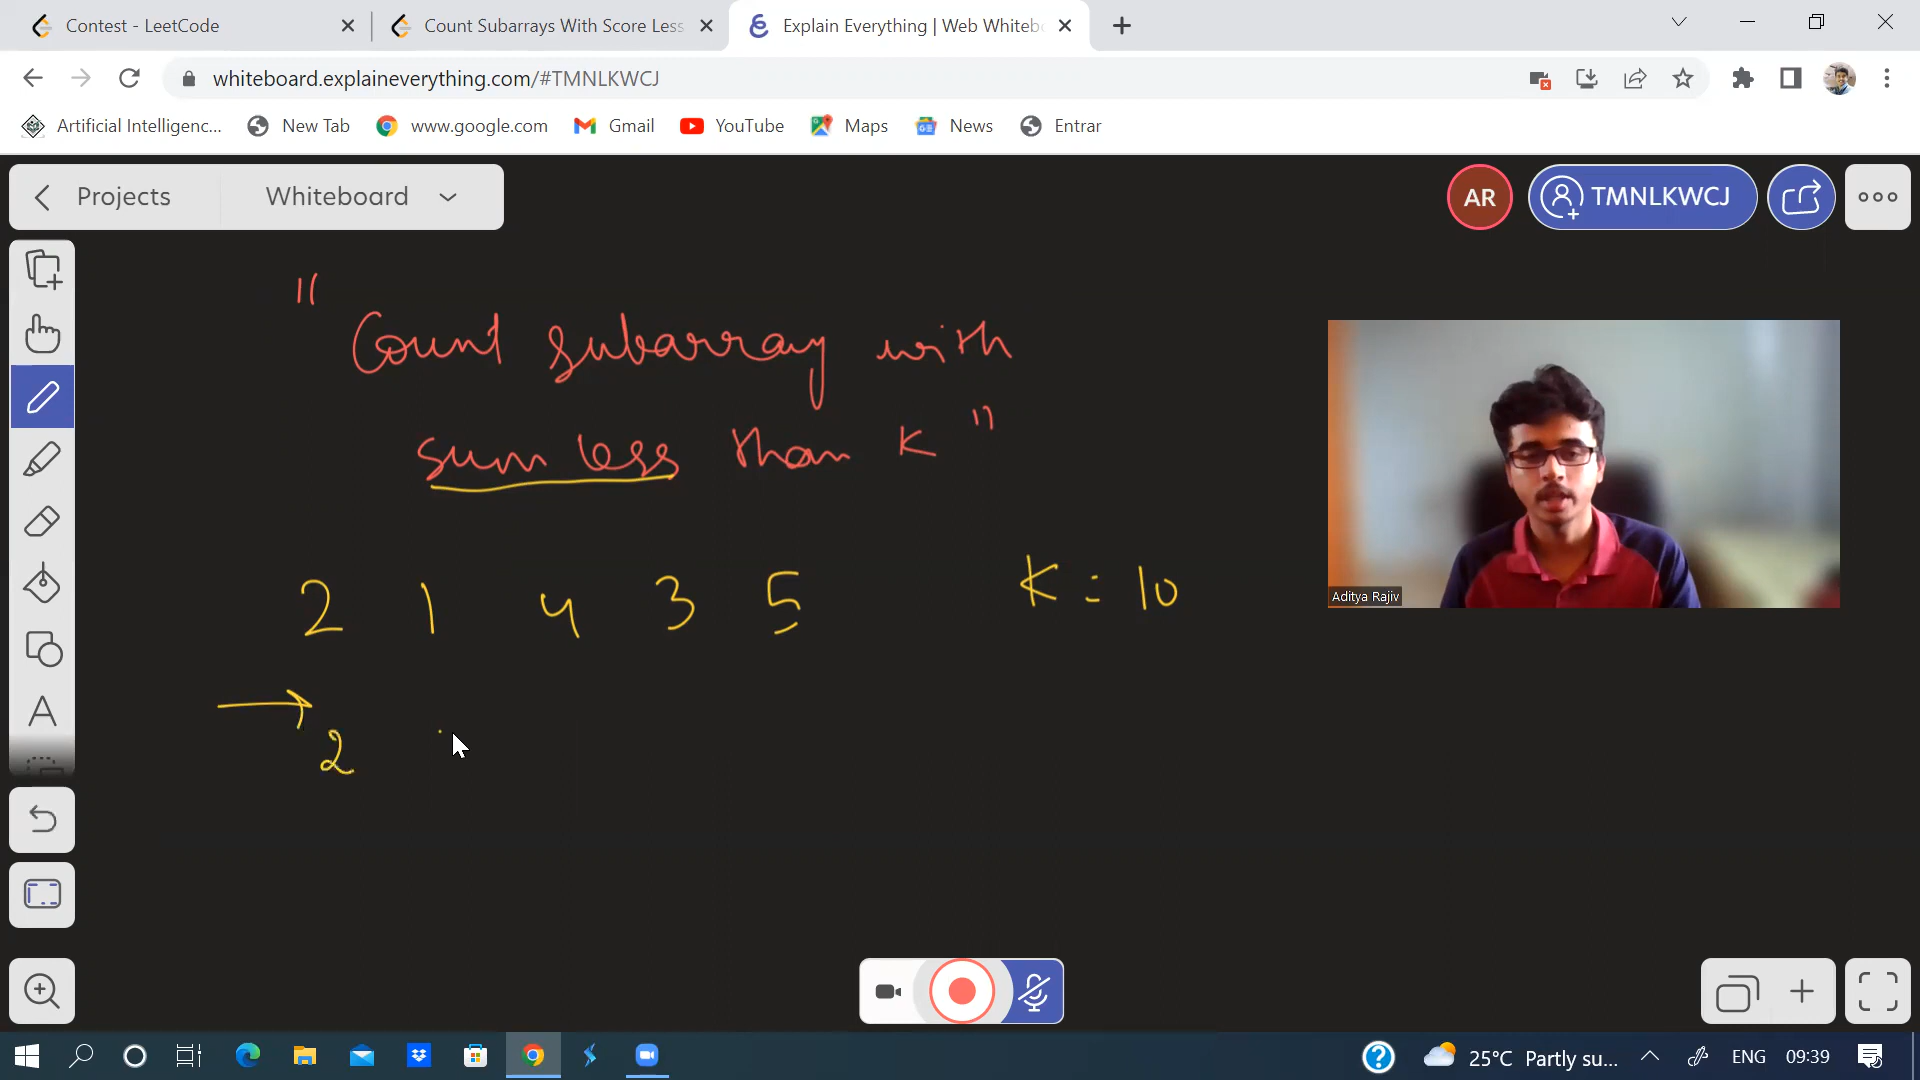 Contest - LeetCode
Count Subarrays With Score Less
Explain Everything | Web Whitebo
whiteboard.explaineverything.com/#TMNLKWCJ
Artificial Intelligenc...
New Tab
www.google.com
Gmail
YouTube
Maps
News
Entrar
Projects
Whiteboard
AR
TMNLKWCJ
"Count subarray with
sum less than K"
2 1 4 3 5
K = 10
2
Aditya Rajiv
A
25°C Partly su...
ENG
09:39